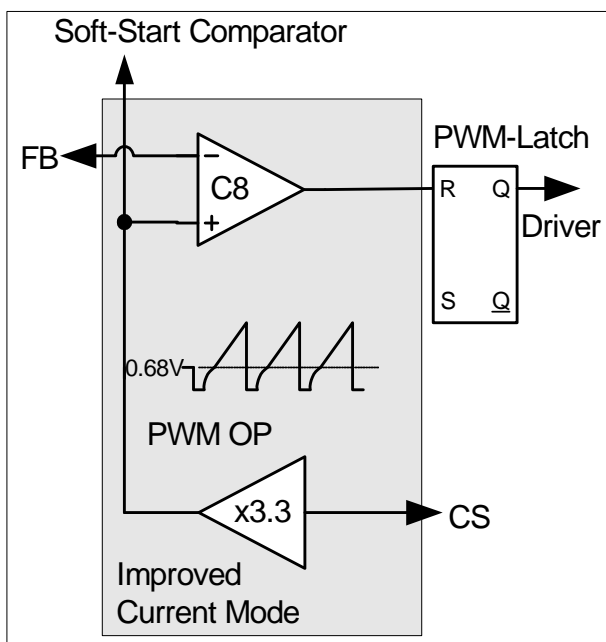 Soft-Start Comparator
FB
PWM-Latch
−
C8
+
R Q
Driver
S Q
0.68V
PWM OP
x3.3
CS
Improved
Current Mode